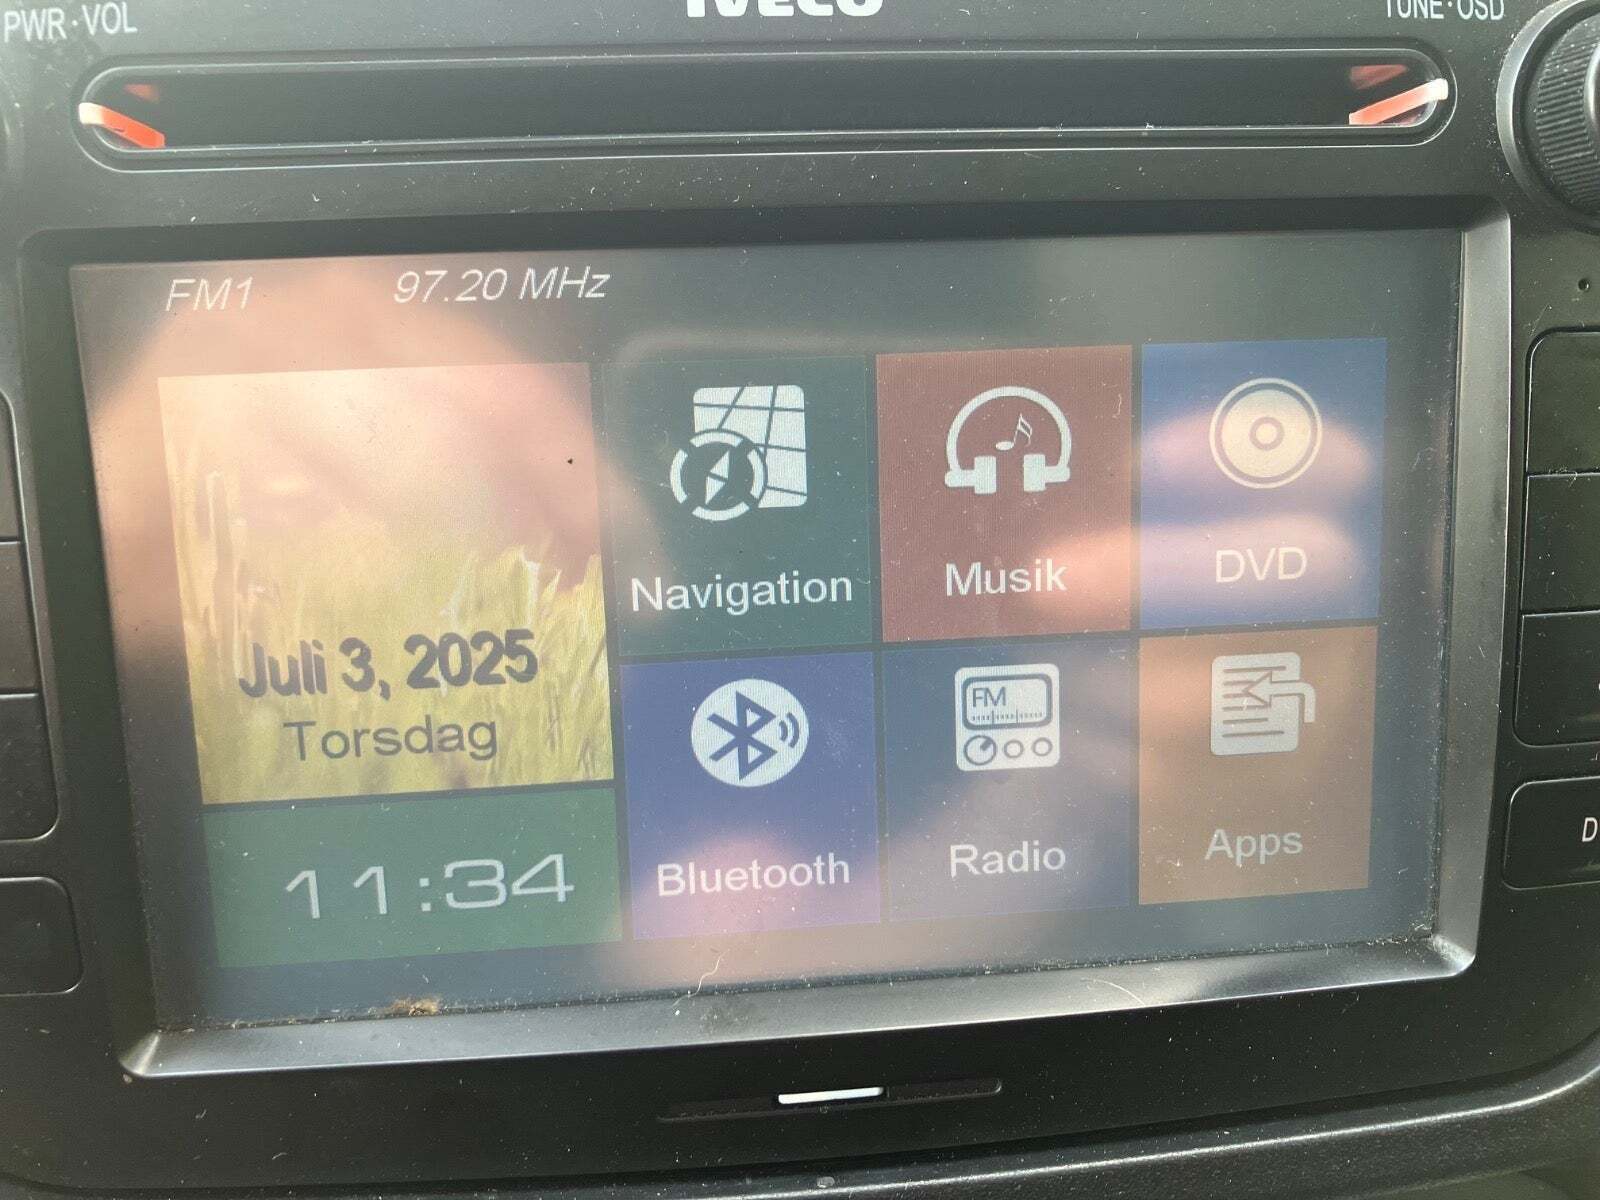 PWR·VOL
IVECO
TUNE·OSD
FM1 97.20 MHz
Navigation
Musik
DVD
Juli 3, 2025
Torsdag
11:34
Bluetooth
FM
Radio
Apps